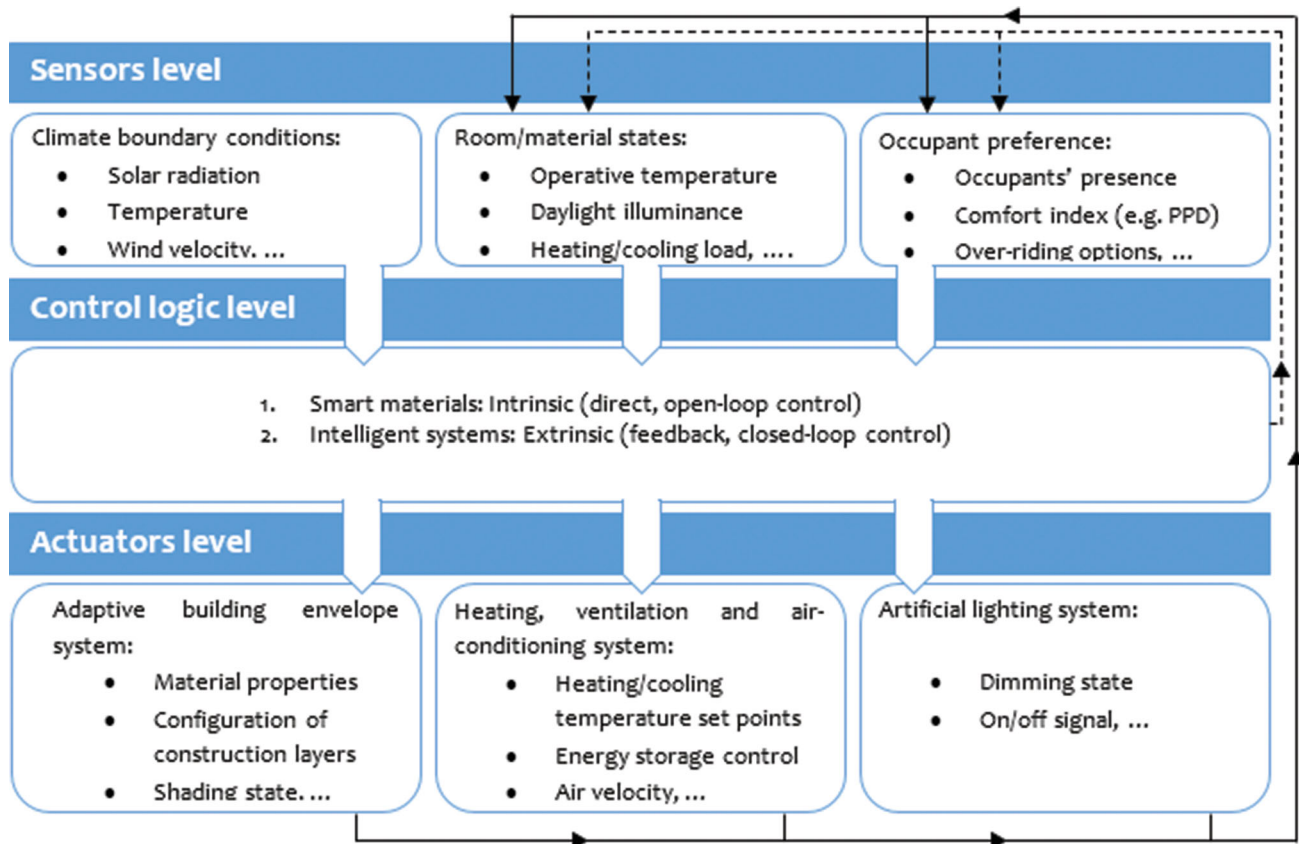 Sensors level
Climate boundary conditions:
• Solar radiation
• Temperature
• Wind velocity, ...
Room/material states:
• Operative temperature
• Daylight illuminance
• Heating/cooling load, ....
Occupant preference:
• Occupants' presence
• Comfort index (e.g. PPD)
• Over-riding options, ...
Control logic level
1. Smart materials: Intrinsic (direct, open-loop control)
2. Intelligent systems: Extrinsic (feedback, closed-loop control)
Actuators level
Adaptive building envelope
system:
• Material properties
• Configuration of
construction layers
• Shading state, ...
Heating, ventilation and air-
conditioning system:
• Heating/cooling
temperature set points
• Energy storage control
• Air velocity, ...
Artificial lighting system:
• Dimming state
• On/off signal, ...